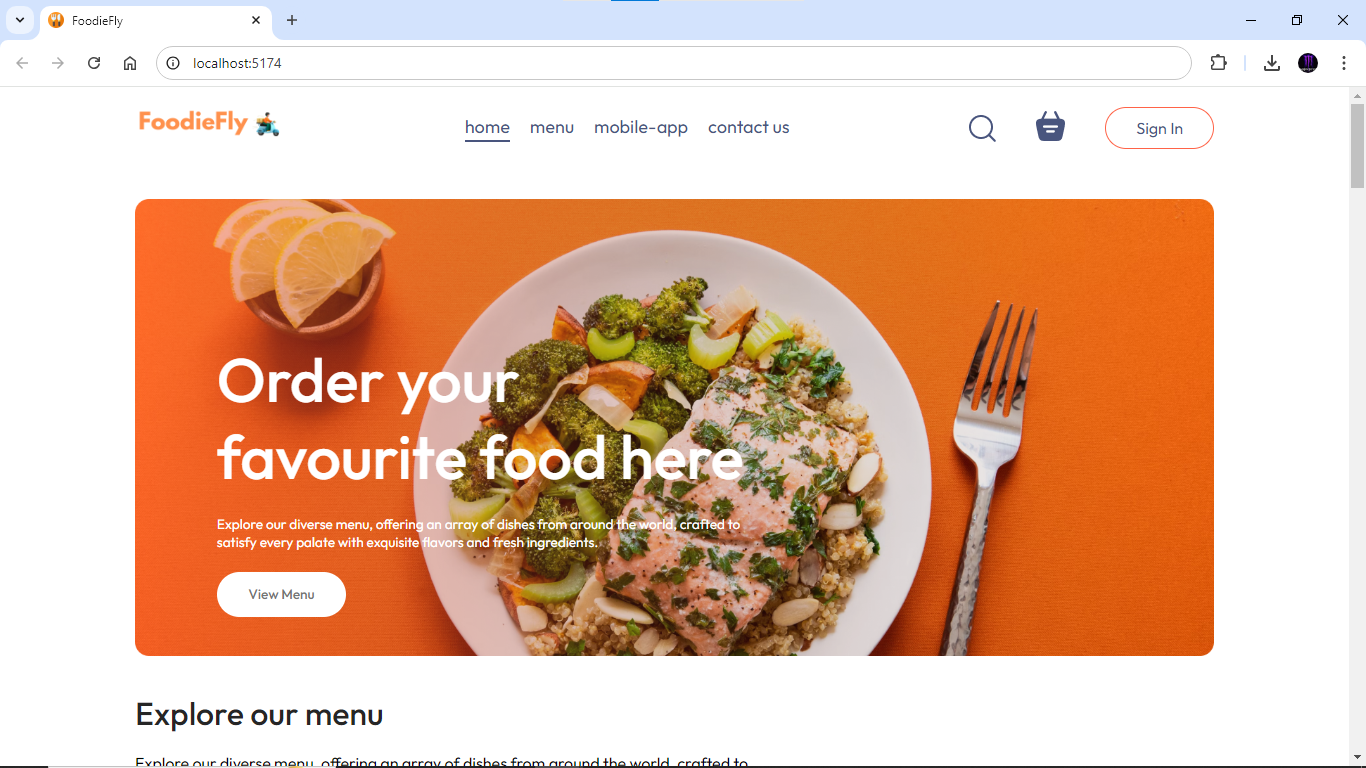 FoodieFly
localhost:5174
FoodieFly
home menu mobile-app contact us
Sign In
Order your
favourite food here
Explore our diverse menu, offering an array of dishes from around the world, crafted to
satisfy every palate with exquisite flavors and fresh ingredients.
View Menu
Explore our menu
Explore our diverse menu, offering an array of dishes from around the world, crafted to